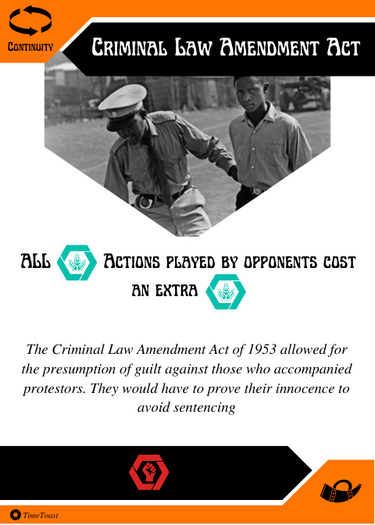 Continuity
Criminal Law Amendment Act
All Actions played by opponents cost
an extra
The Criminal Law Amendment Act of 1953 allowed for
the presumption of guilt against those who accompanied
protestors. They would have to prove their innocence to
avoid sentencing
TimeToast